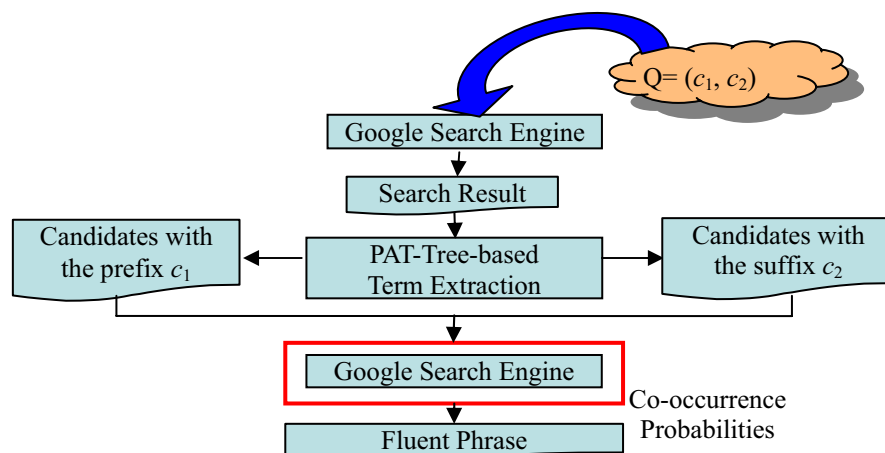 Q= (c₁, c₂)
Google Search Engine
Search Result
Candidates with
the prefix c₁
PAT-Tree-based
Term Extraction
Candidates with
the suffix c₂
Google Search Engine
Co-occurrence
Probabilities
Fluent Phrase